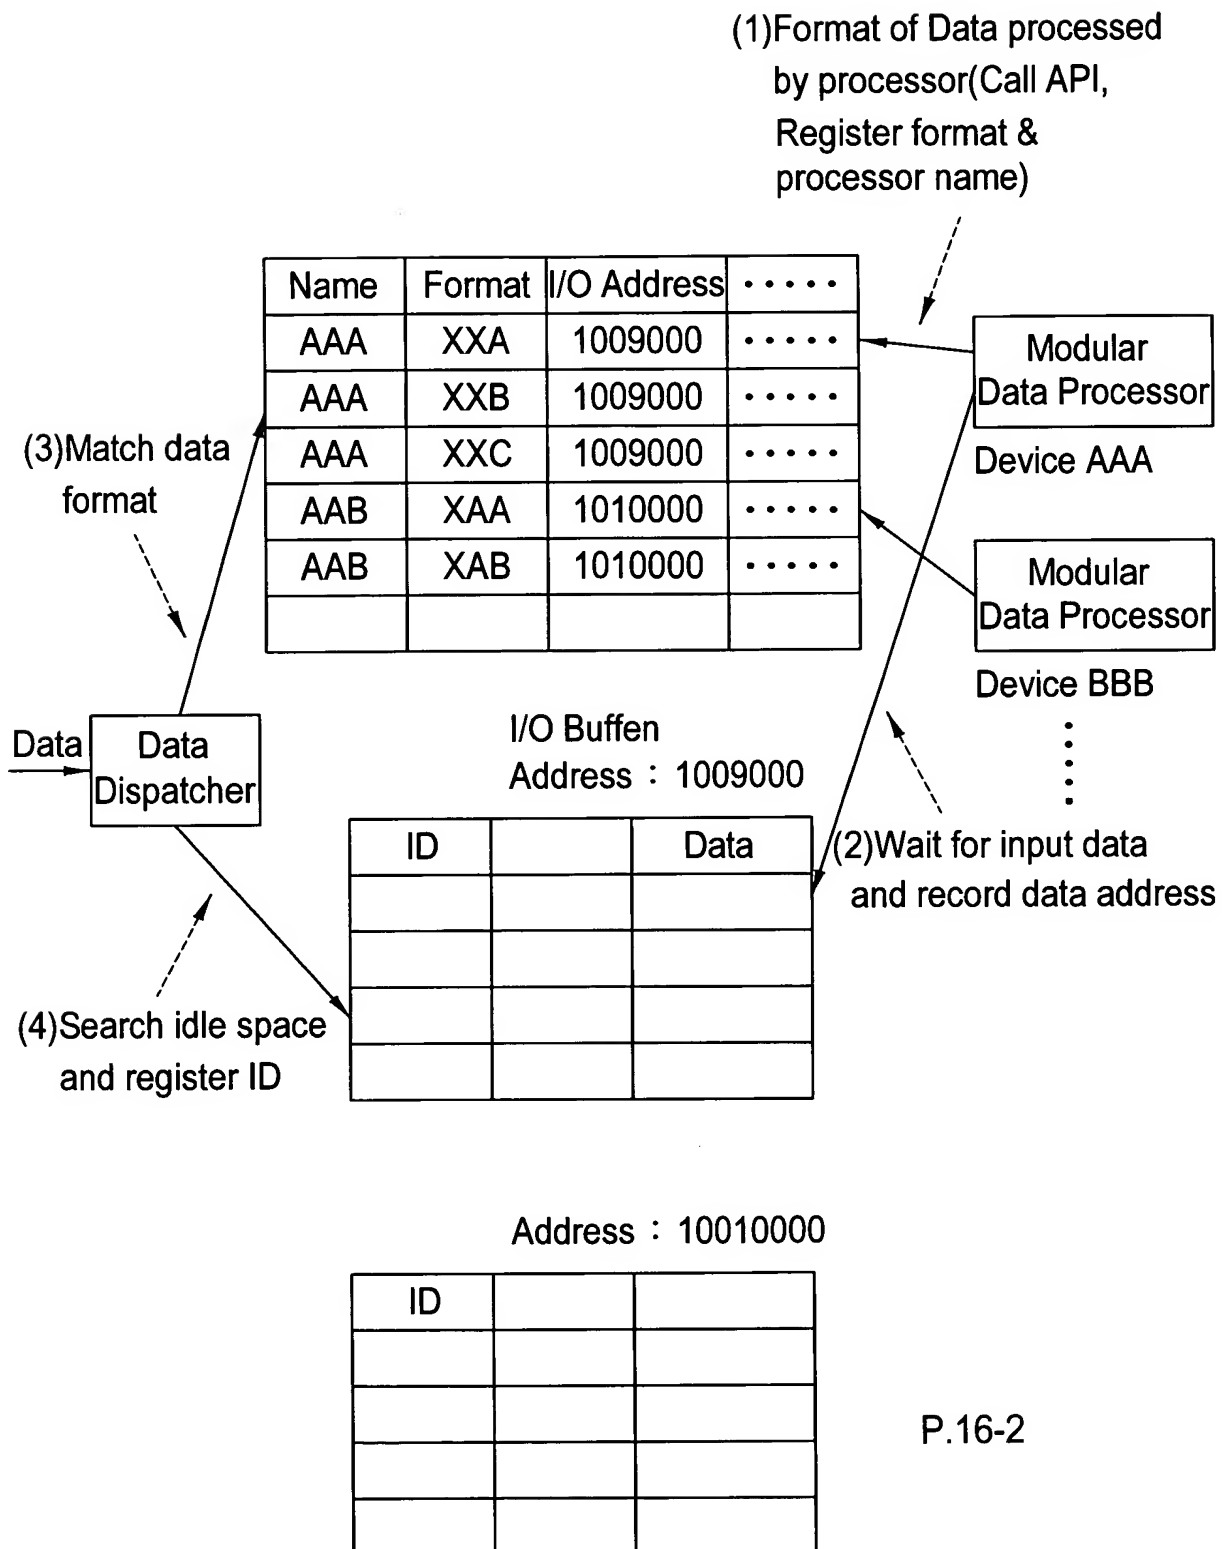 (1)Format of Data processed
by processor(Call API,
Register format &
processor name)
Name Format I/O Address .....
AAA XXA 1009000 .....
AAA XXB 1009000 .....
AAA XXC 1009000 .....
AAB XAA 1010000 .....
AAB XAB 1010000 .....
Modular
Data Processor
Device AAA
Modular
Data Processor
Device BBB
(3)Match data
format
Data
Data
Dispatcher
I/O Buffen
Address : 1009000
ID Data
(2)Wait for input data
and record data address
(4)Search idle space
and register ID
Address : 10010000
ID
P.16-2